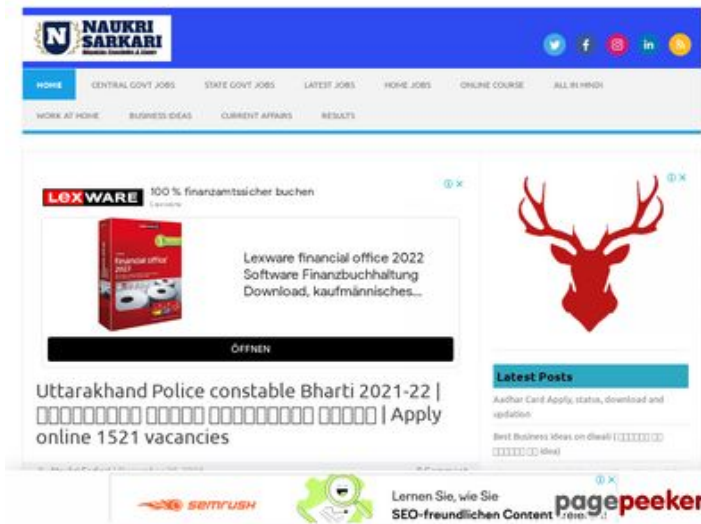 NAUKRI
SARKARI
HOME
CENTRAL GOVT JOBS
STATE GOVT JOBS
LATEST JOBS
HOME JOBS
ONLINE COURSE
ALL IN HINDI
WORK AT HOME
BUSINESS IDEAS
CURRENT AFFAIRS
RESULTS
LEXWARE
100 % finanzamtssicher buchen
Lexware
financial office
Lexware financial office 2022
Software Finanzbuchhaltung
Download, kaufmännisches...
ÖFFNEN
Uttarakhand Police constable Bharti 2021-22 |
| Apply
online 1521 vacancies
Latest Posts
Aadhar Card Apply, status, download and
updation
Best Business Ideas on diwali (
Idea)
semrush
Lernen Sie, wie Sie
SEO-freundlichen Content
pagepeeker